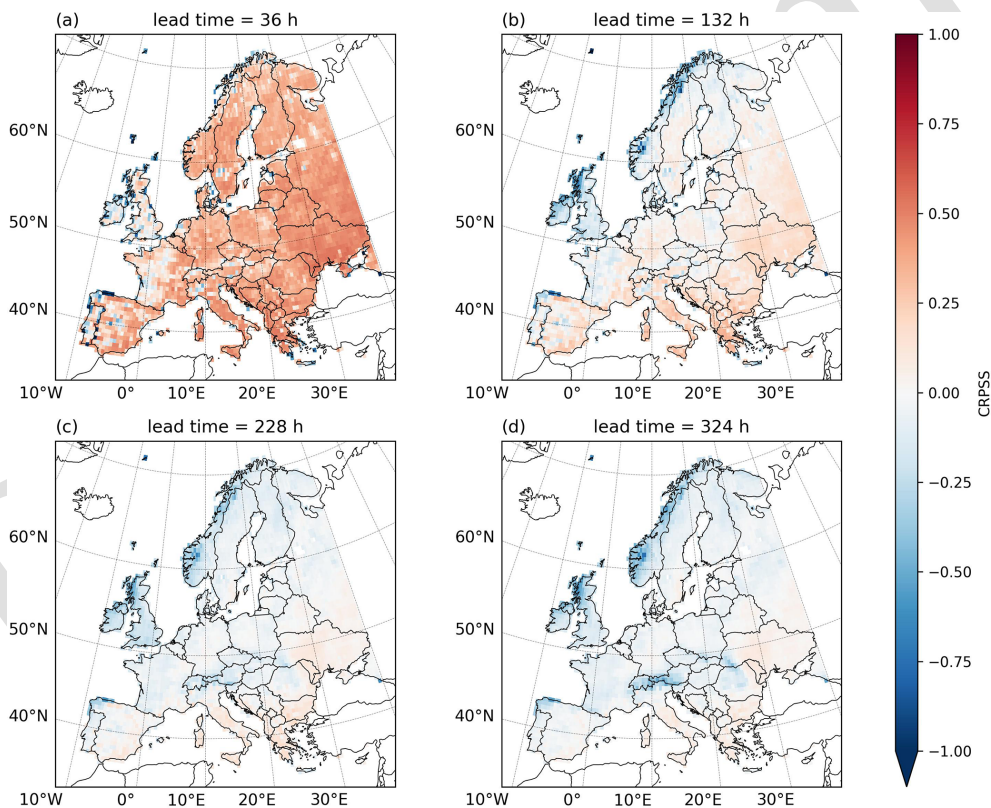 (a) lead time = 36 h
(b) lead time = 132 h
60°N
50°N
40°N
10°W 0° 10°E 20°E 30°E
60°N
50°N
40°N
10°W 0° 10°E 20°E 30°E
(c) lead time = 228 h
(d) lead time = 324 h
60°N
50°N
40°N
10°W 0° 10°E 20°E 30°E
60°N
50°N
40°N
10°W 0° 10°E 20°E 30°E
1.00
0.75
0.50
0.25
0.00
−0.25
−0.50
−0.75
−1.00
CRPSS